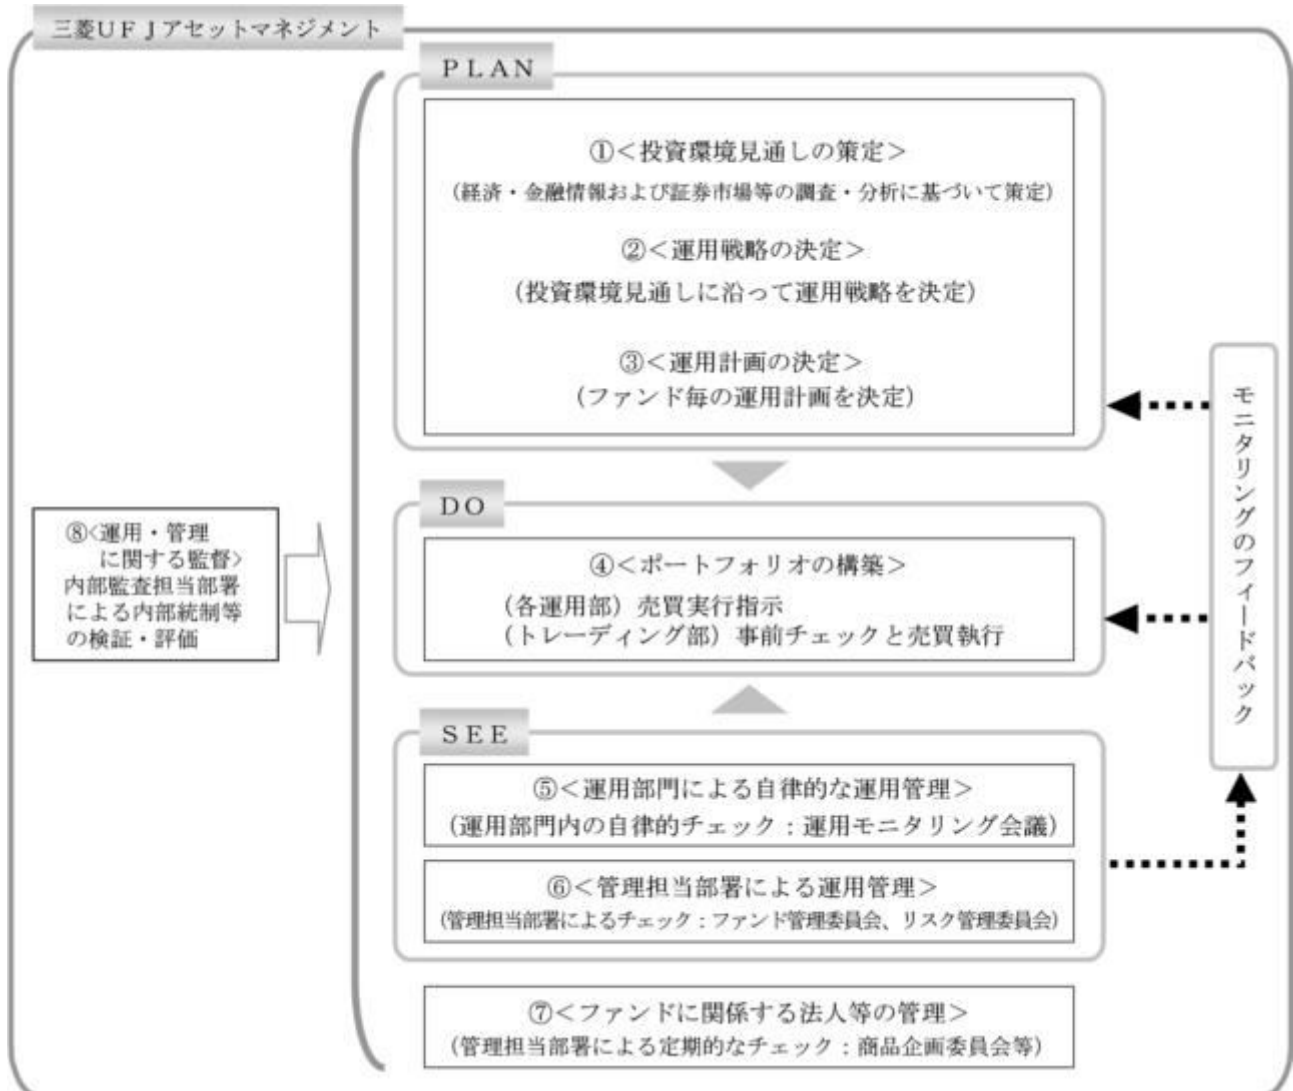 三菱UFJアセットマネジメント
PLAN
①<投資環境見通しの策定>
(経済・金融情報および証券市場等の調査・分析に基づいて策定)
②<運用戦略の決定>
(投資環境見通しに沿って運用戦略を決定)
③<運用計画の決定>
(ファンド毎の運用計画を決定)
モニタリングのフィードバック
DO
④<ポートフォリオの構築>
(各運用部)売買実行指示
(トレーディング部)事前チェックと売買執行
⑧<運用・管理
に関する監督>
内部監査担当部署
による内部統制等
の検証・評価
SEE
⑤<運用部門による自律的な運用管理>
(運用部門内の自律的チェック:運用モニタリング会議)
⑥<管理担当部署による運用管理>
(管理担当部署によるチェック:ファンド管理委員会、リスク管理委員会)
⑦<ファンドに関係する法人等の管理>
(管理担当部署による定期的なチェック:商品企画委員会等)